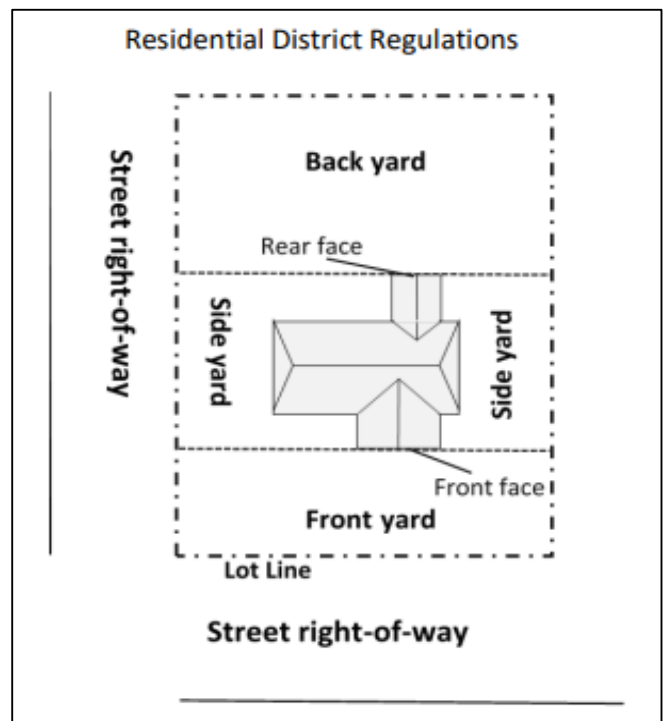 Residential District Regulations
Back yard
Street right-of-way
Rear face
Side yard
Side yard
Front face
Front yard
Lot Line
Street right-of-way